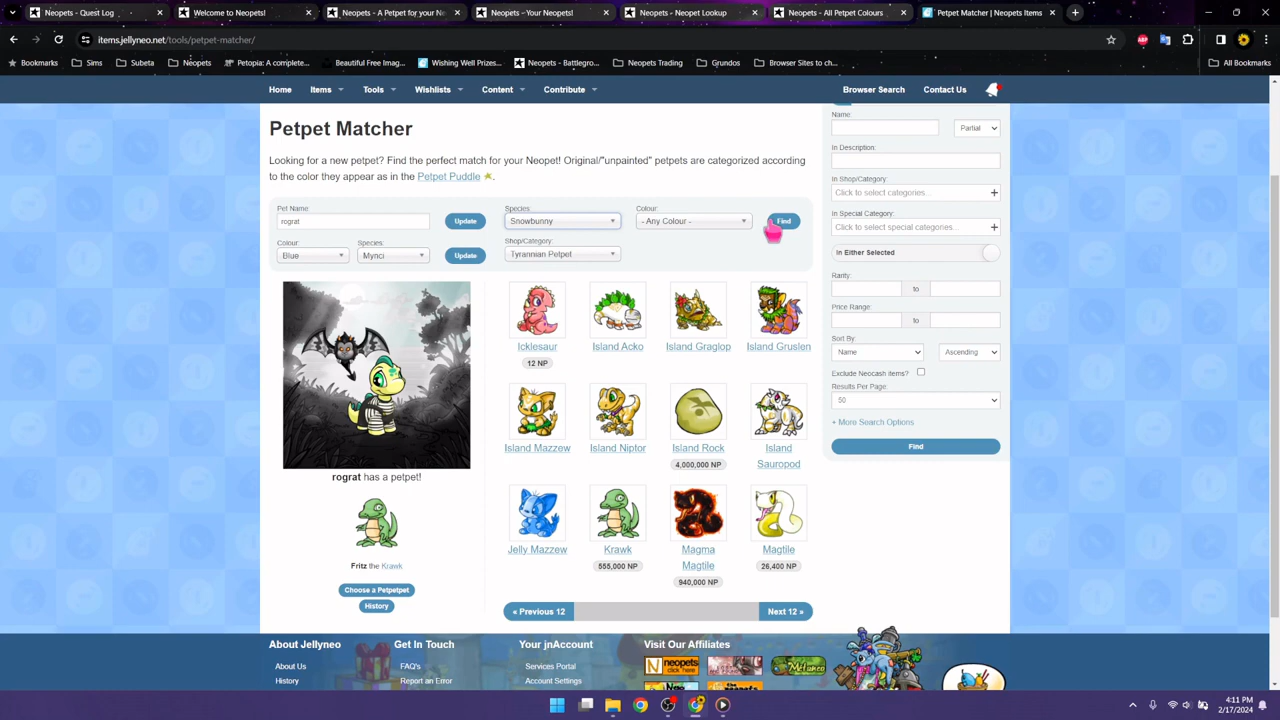 Neopets - Quest Log
Welcome to Neopets!
Neopets - A Petpet for your Ne
Neopets - Your Neopets!
Neopets - Neopet Lookup
Neopets - All Petpet Colours
Petpet Matcher | Neopets Items
items.jellyneo.net/tools/petpet-matcher/
Bookmarks
Sims
Subeta
Neopets
Petopia: A complete...
Beautiful Free Imag...
Wishing Well Prizes...
Neopets - Battlegro...
Neopets Trading
Grundos
Browser Sites to ch...
All Bookmarks
Home
Items
Tools
Wishlists
Content
Contribute
Browser Search
Contact Us
Petpet Matcher
Looking for a new petpet? Find the perfect match for your Neopet! Original/"unpainted" petpets are categorized according
to the color they appear as in the Petpet Puddle.
Pet Name:
rograt
Update
Species:
Snowbunny
Colour:
- Any Colour -
Find
Colour:
Blue
Species:
Mynci
Update
Shop/Category:
Tyrannian Petpet
rograt has a petpet!
Fritz the Krawk
Choose a Petpetpet
History
Icklesaur
12 NP
Island Acko
Island Graglop
Island Gruslen
Island Mazzew
Island Niptor
Island Rock
4,000,000 NP
Island
Sauropod
Jelly Mazzew
Krawk
555,000 NP
Magma
Magtile
940,000 NP
Magtile
26,400 NP
« Previous 12
Next 12 »
Name:
Partial
In Description:
In Shop/Category:
Click to select categories...
+
In Special Category:
Click to select special categories...
+
In Either Selected
Rarity:
to
Price Range:
to
Sort By:
Name
Ascending
Exclude Neocash Items?
Results Per Page:
50
+ More Search Options
Find
About Jellyneo
About Us
History
Get In Touch
FAQ's
Report an Error
Your jnAccount
Services Portal
Account Settings
Visit Our Affiliates
neopets
click here
4:11 PM
2/17/2024